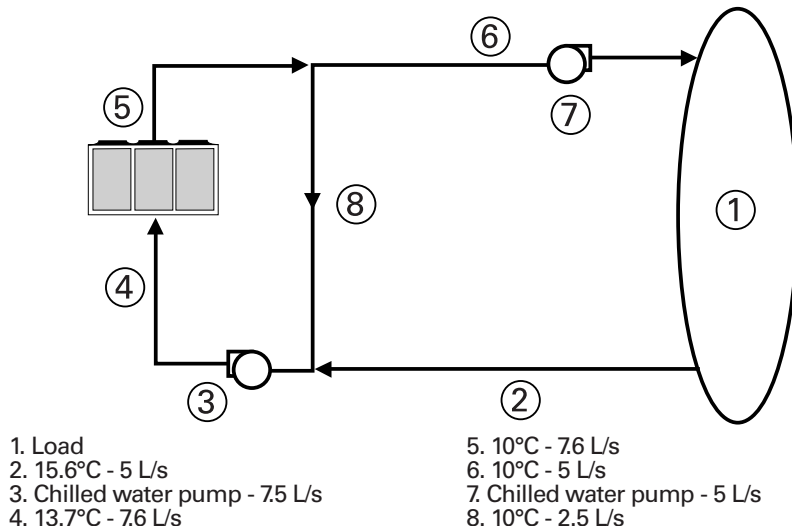 ⑥
⑤
⑦
⑧
①
④
③
②
1. Load
2. 15.6°C - 5 L/s
3. Chilled water pump - 7.5 L/s
4. 13.7°C - 7.6 L/s
5. 10°C - 7.6 L/s
6. 10°C - 5 L/s
7. Chilled water pump - 5 L/s
8. 10°C - 2.5 L/s